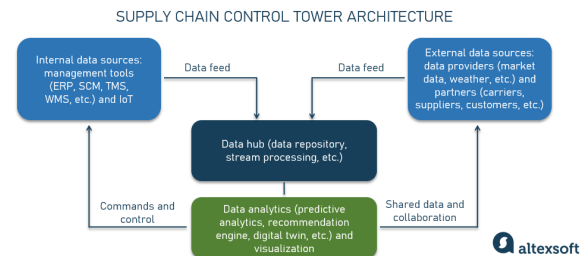 SUPPLY CHAIN CONTROL TOWER ARCHITECTURE
Internal data sources:
management tools
(ERP, SCM, TMS,
WMS, etc.) and IoT
Data feed
Data feed
External data sources:
data providers (market
data, weather, etc.) and
partners (carriers,
suppliers, customers, etc.)
Data hub (data repository,
stream processing, etc.)
Commands and
control
Data analytics (predictive
analytics, recommendation
engine, digital twin, etc.) and
visualization
Shared data and
collaboration
altexsoft